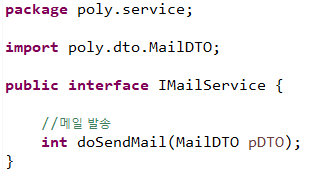 package poly.service;
import poly.dto.MailDTO;
public interface IMailService {
//메일 발송
int doSendMail(MailDTO pDTO);
}